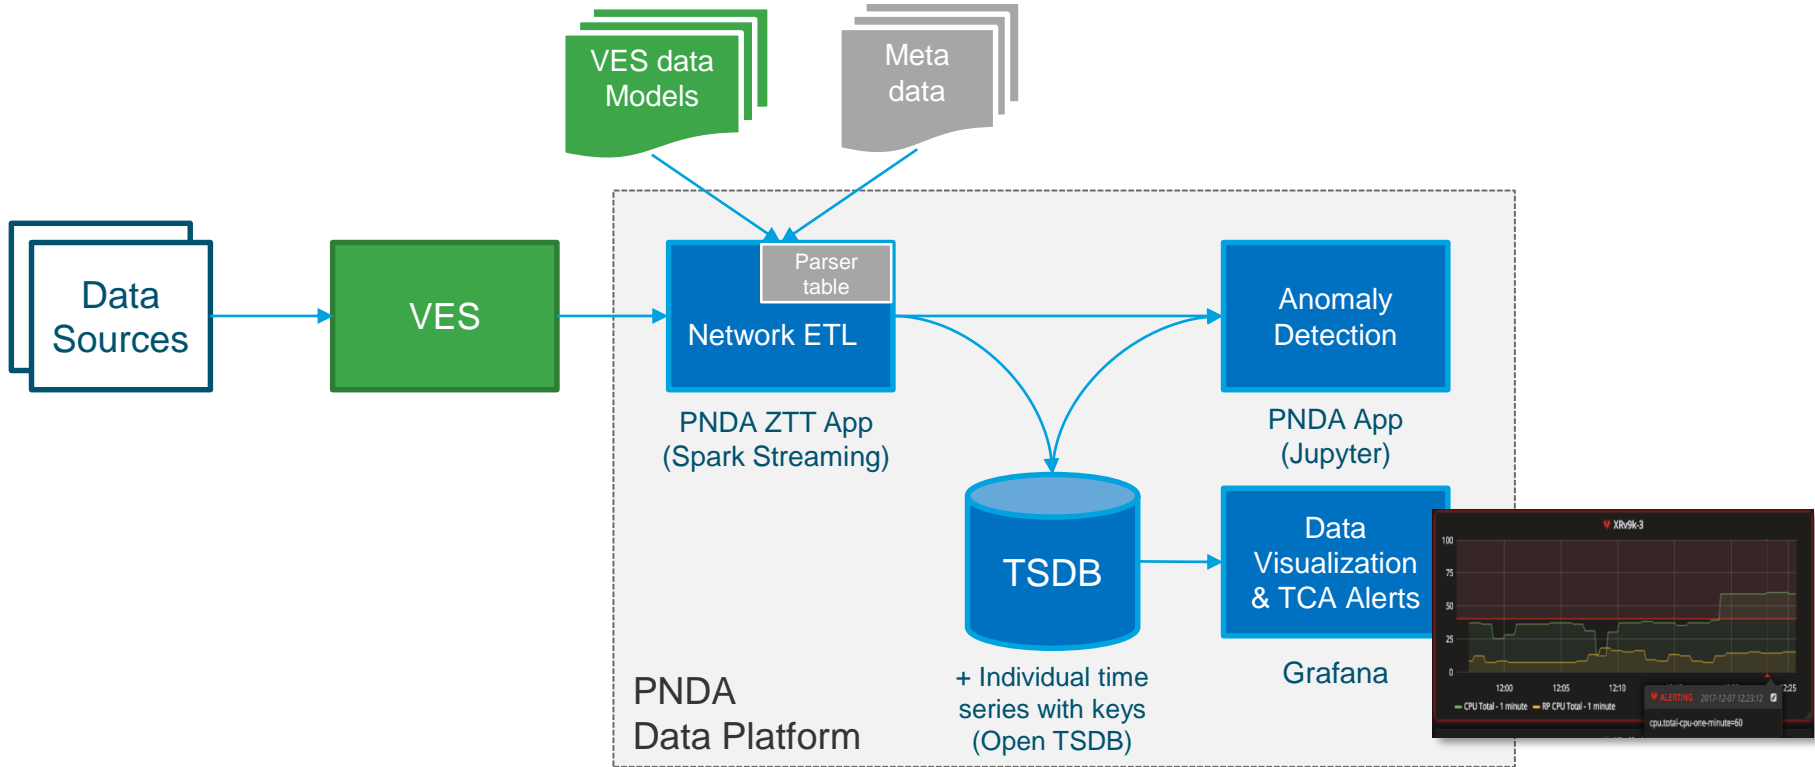 VES data
Models
Meta
data
Data
Sources
VES
Parser
table
Network ETL
Anomaly
Detection
PNDA ZTT App
(Spark Streaming)
PNDA App
(Jupyter)
TSDB
Data
Visualization
& TCA Alerts
+ Individual time
series with keys
(Open TSDB)
Grafana
PNDA
Data Platform
XRv9k-3
100
75
50
25
0
12:00
12:05
12:10
12:25
CPU Total - 1 minute
RP CPU Total - 1 minute
ALERTING 2017-12-07 12:23:12
cpu.total-cpu-one-minute=60